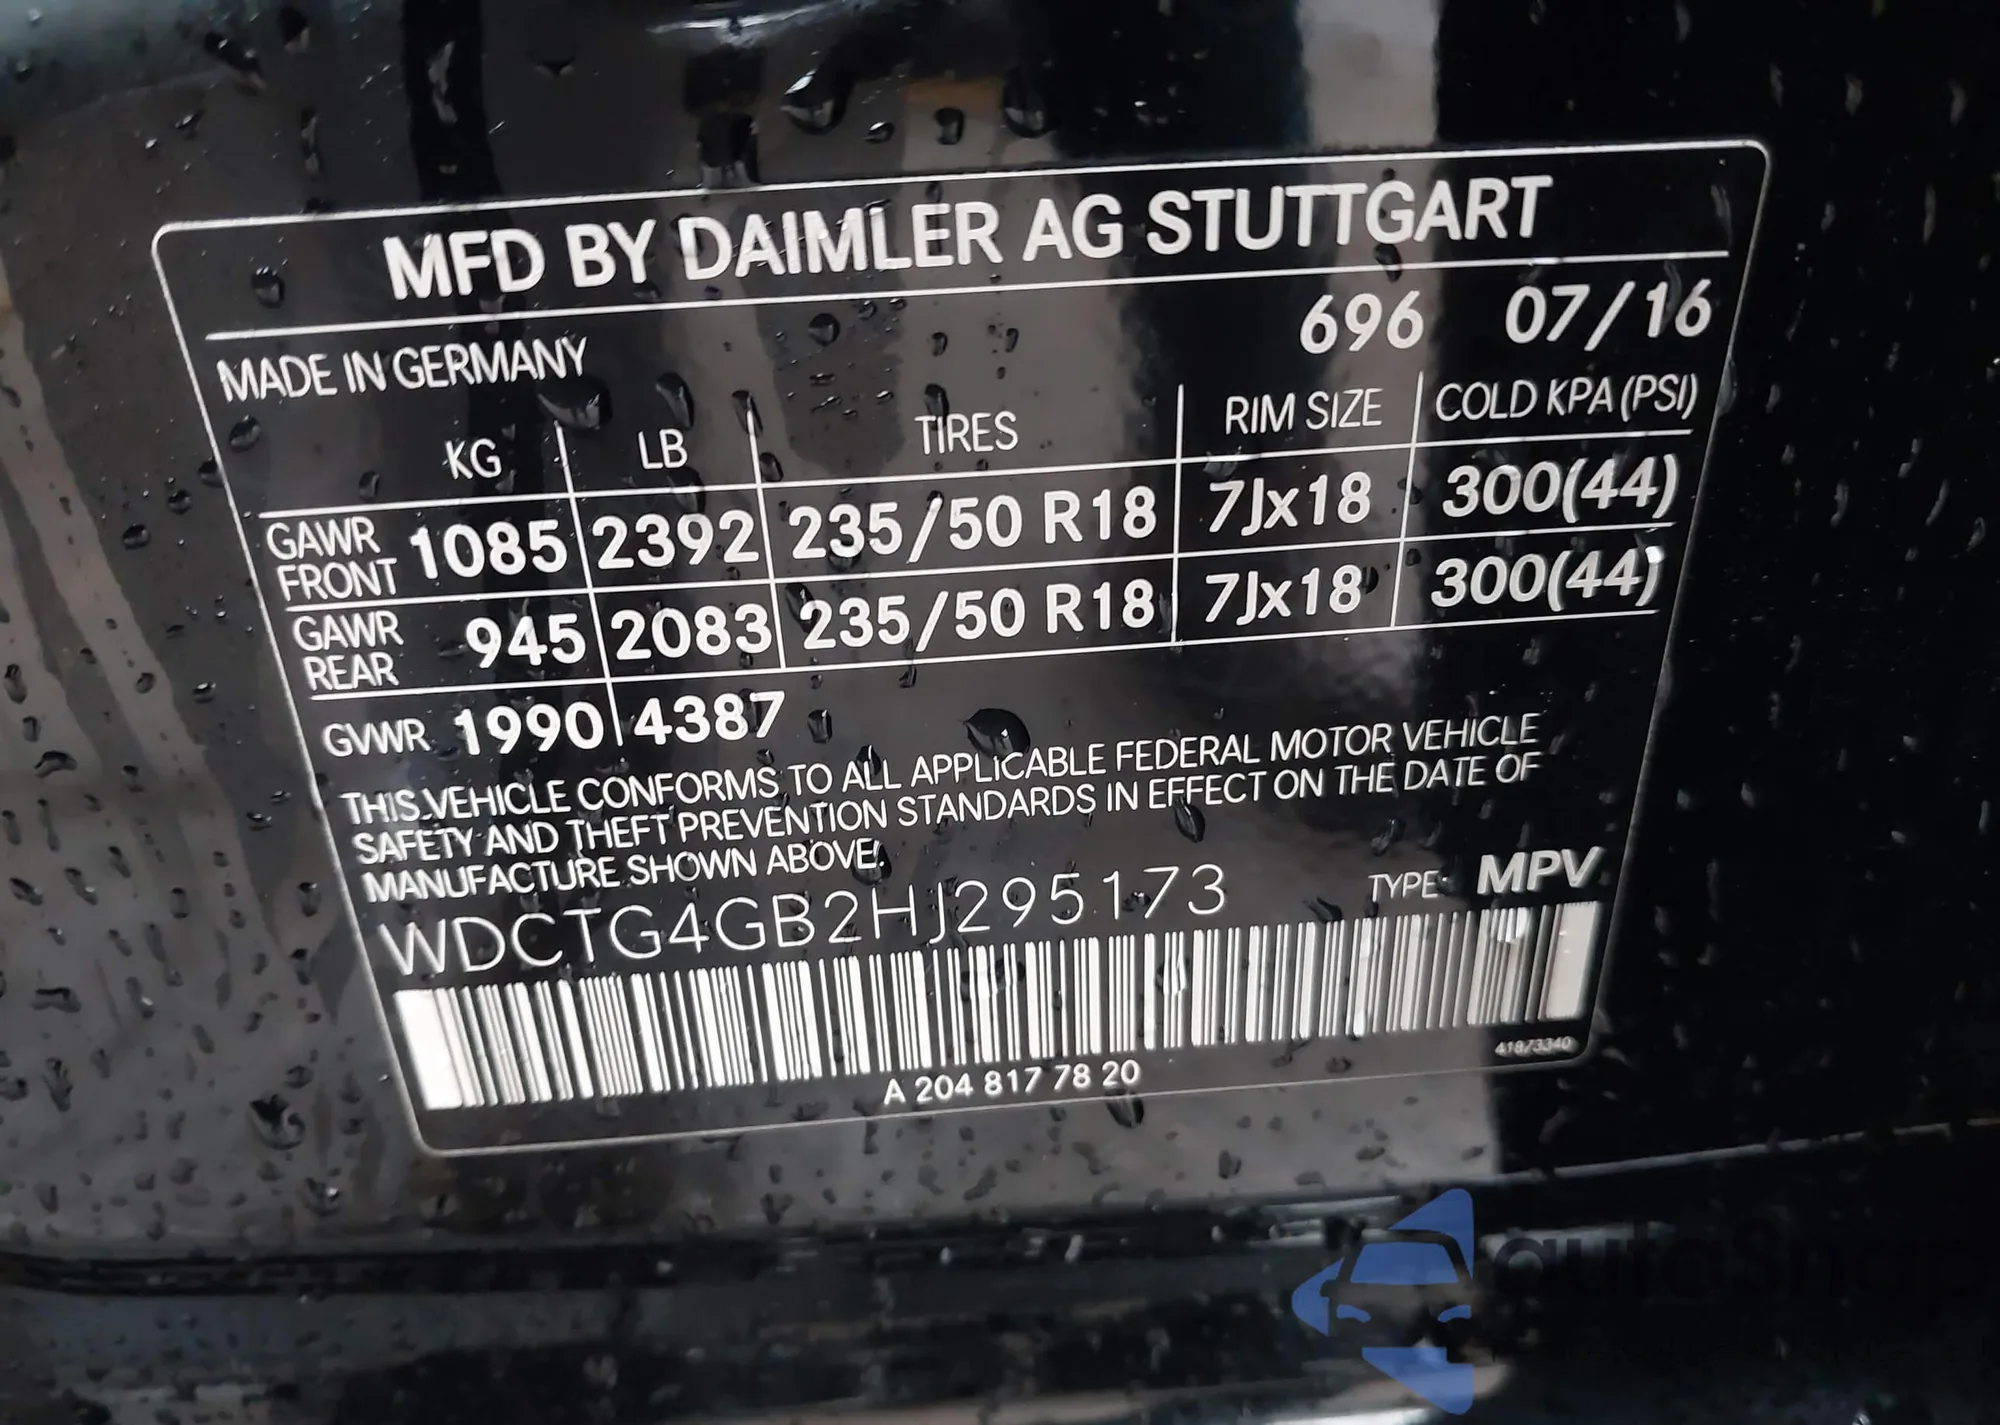 MFD BY DAIMLER AG STUTTGART
MADE IN GERMANY 696 07/16
KG LB TIRES RIM SIZE COLD KPA (PSI)
GAWR FRONT 1085 2392 235/50 R18 7Jx18 300(44)
GAWR REAR 945 2083 235/50 R18 7Jx18 300(44)
GVWR 1990 4387
THIS VEHICLE CONFORMS TO ALL APPLICABLE FEDERAL MOTOR VEHICLE
SAFETY AND THEFT PREVENTION STANDARDS IN EFFECT ON THE DATE OF
MANUFACTURE SHOWN ABOVE.
WDCTG4GB2HJ295173 TYPE: MPV
41873340
A 204 817 78 20
autoShop